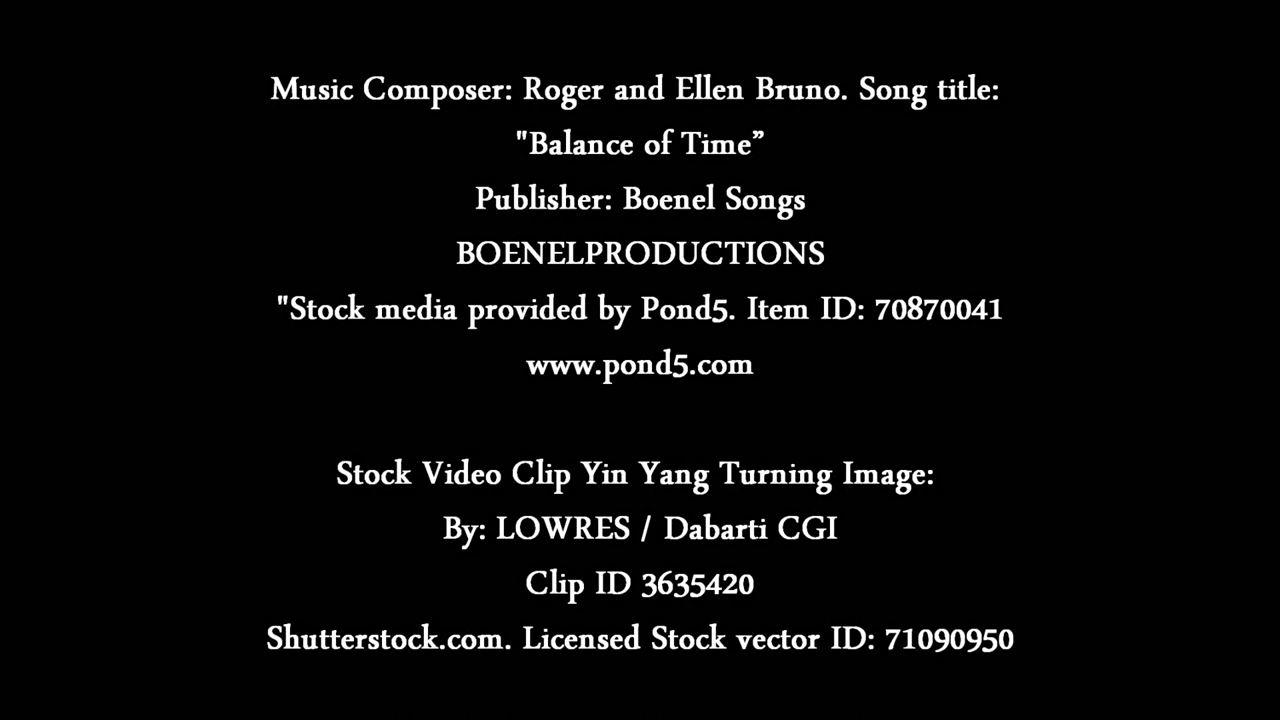 Music Composer: Roger and Ellen Bruno. Song title:
"Balance of Time”
Publisher: Boenel Songs
BOENELPRODUCTIONS
"Stock media provided by Pond5. Item ID: 70870041
www.pond5.com
Stock Video Clip Yin Yang Turning Image:
By: LOWRES / Dabarti CGI
Clip ID 3635420
Shutterstock.com. Licensed Stock vector ID: 71090950